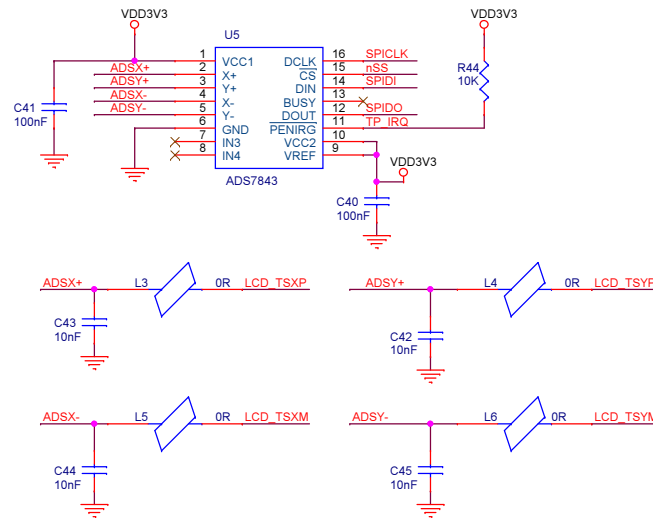 VDD3V3
VDD3V3
U5
1 VCC1 DCLK 16 SPICLK
ADSX+ 2 X+ CS 15 nSS
ADSY+ 3 Y+ DIN 14 SPIDI
ADSX- 4 X- BUSY 13
ADSY- 5 Y- DOUT 12 SPIDO
6 GND PENIRG 11 TP_IRQ
7 IN3 VCC2 10
8 IN4 VREF 9
ADS7843
R44
10K
C41
100nF
VDD3V3
C40
100nF
ADSX+ L3 0R LCD_TSXP
C43
10nF
ADSY+ L4 0R LCD_TSYP
C42
10nF
ADSX- L5 0R LCD_TSXM
C44
10nF
ADSY- L6 0R LCD_TSYM
C45
10nF